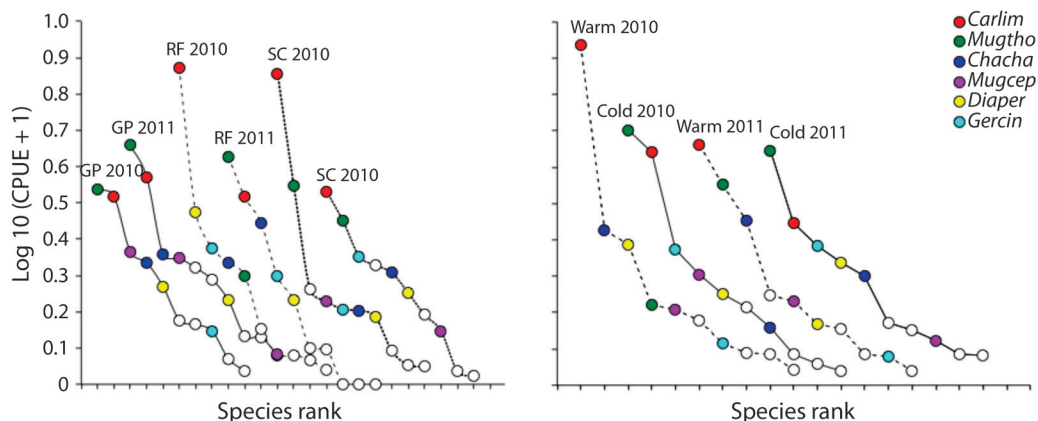 Log 10 (CPUE + 1)
1.0
0.9
0.8
0.7
0.6
0.5
0.4
0.3
0.2
0.1
0
GP 2010
GP 2011
RF 2010
RF 2011
SC 2010
SC 2010
Species rank
Warm 2010
Cold 2010
Warm 2011
Cold 2011
Species rank
Carlim
Mugtho
Chacha
Mugcep
Diaper
Gercin